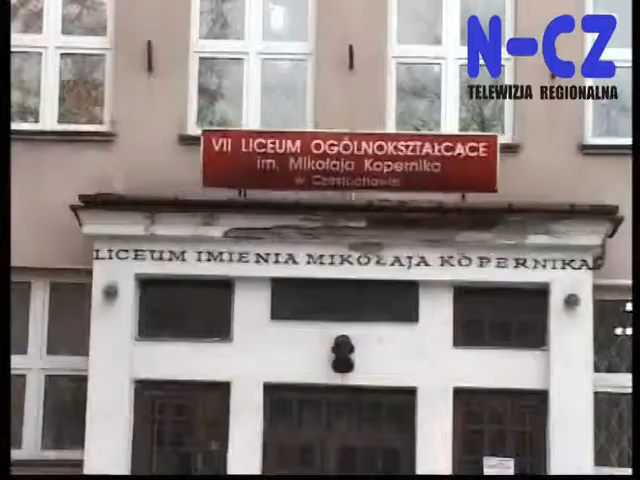 N-CZ
TELEWIZJA REGIONALNA
VII LICEUM OGÓLNOKSZTAŁCĄCE
im. Mikołaja Kopernika
w Częstochowie
LICEUM IMIENIA MIKOŁAJA KOPERNIKA